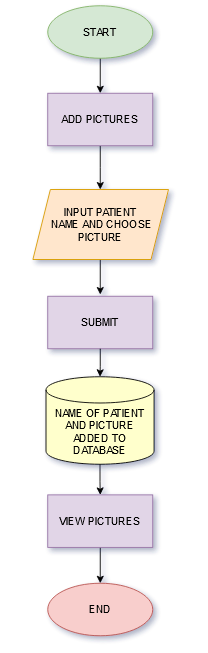 START
ADD PICTURES
INPUT PATIENT
NAME AND CHOOSE
PICTURE
SUBMIT
NAME OF PATIENT
AND PICTURE
ADDED TO
DATABASE
VIEW PICTURES
END